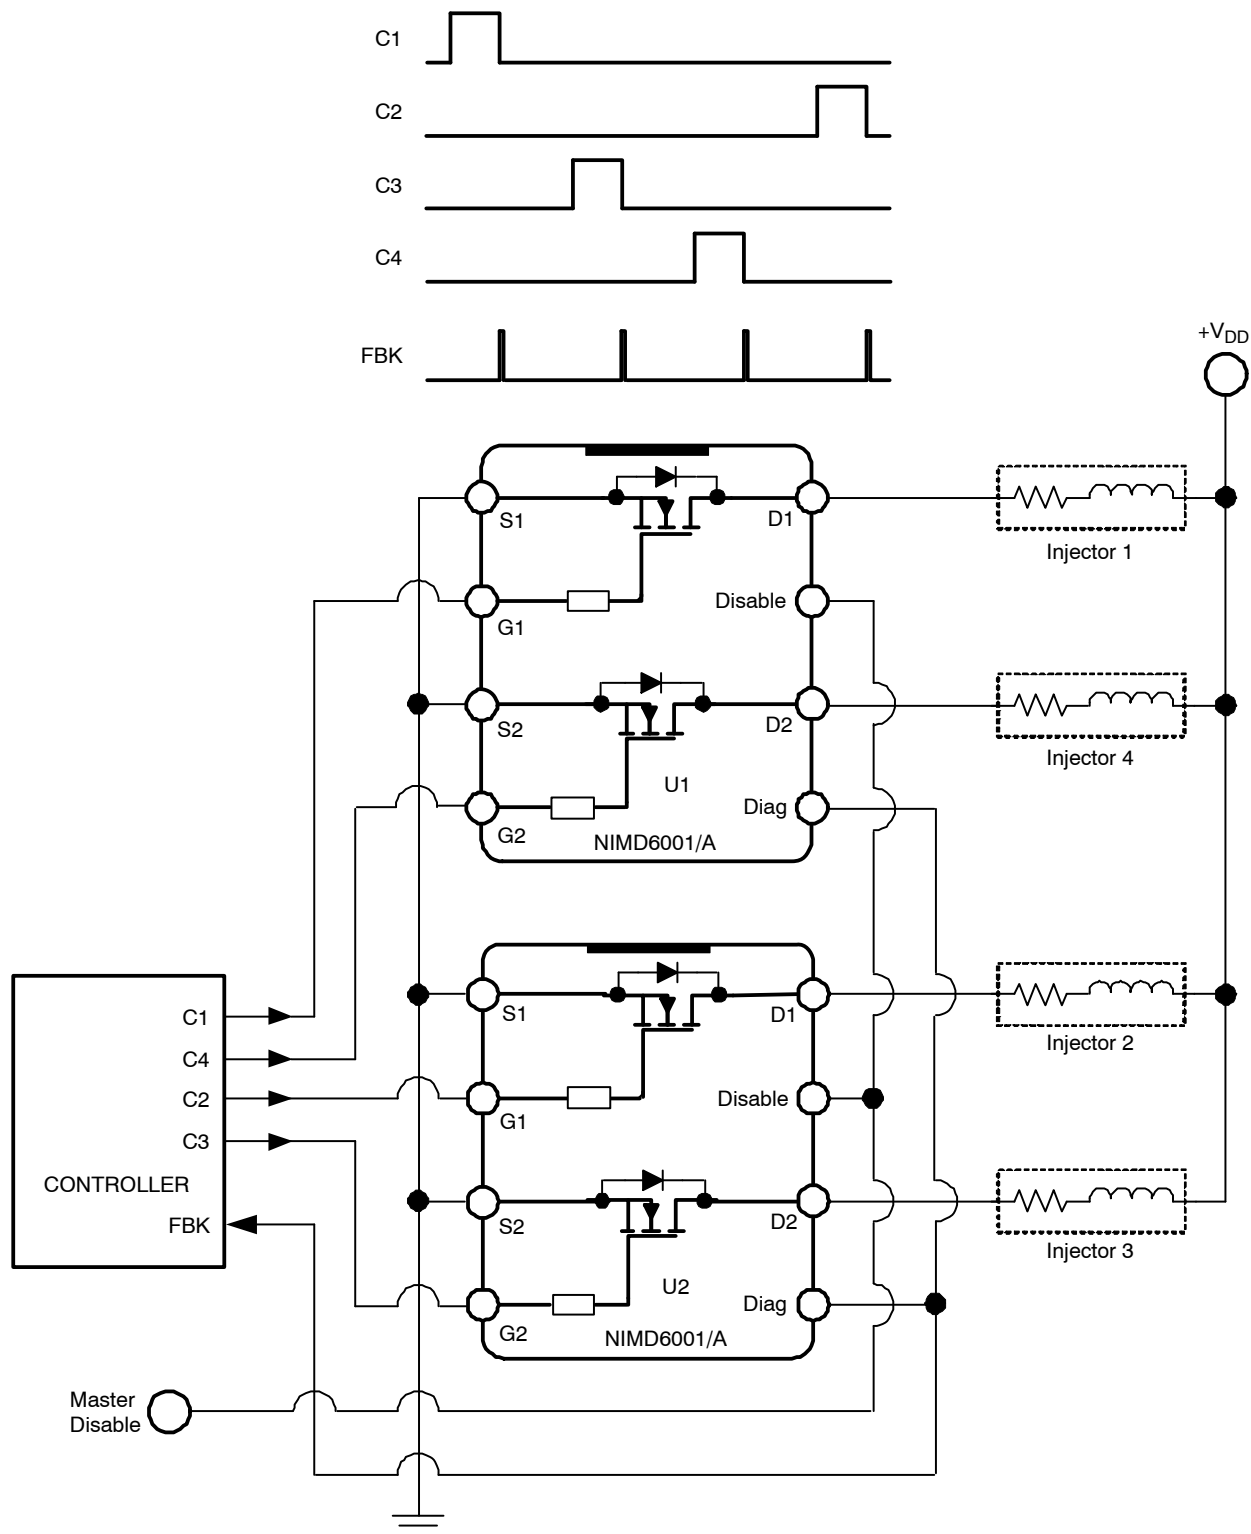 C1
C2
C3
C4
FBK
+VDD
S1
D1
Injector 1
G1
Disable
S2
D2
Injector 4
U1
G2
Diag
NIMD6001/A
S1
D1
Injector 2
G1
Disable
S2
D2
Injector 3
U2
G2
Diag
NIMD6001/A
C1
C4
C2
C3
CONTROLLER
FBK
Master
Disable